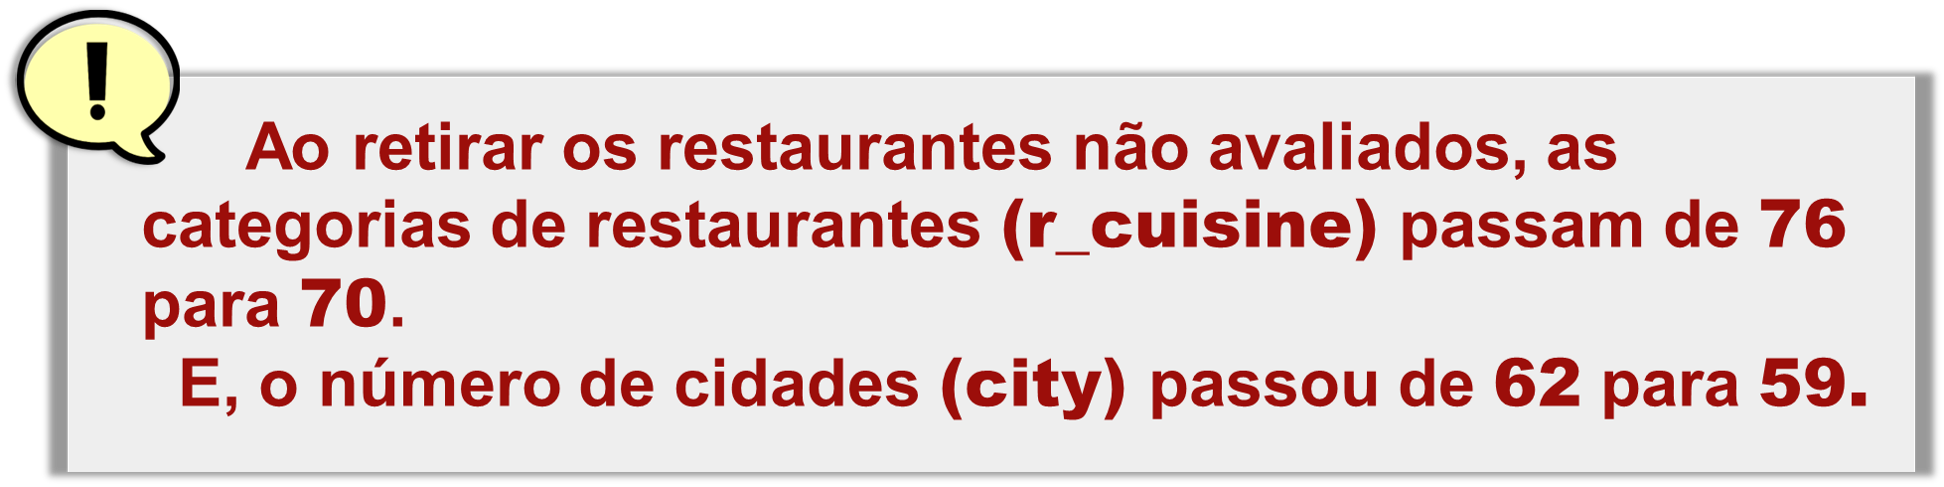 !
Ao retirar os restaurantes não avaliados, as
categorias de restaurantes (r_cuisine) passam de 76
para 70.
E, o número de cidades (city) passou de 62 para 59.